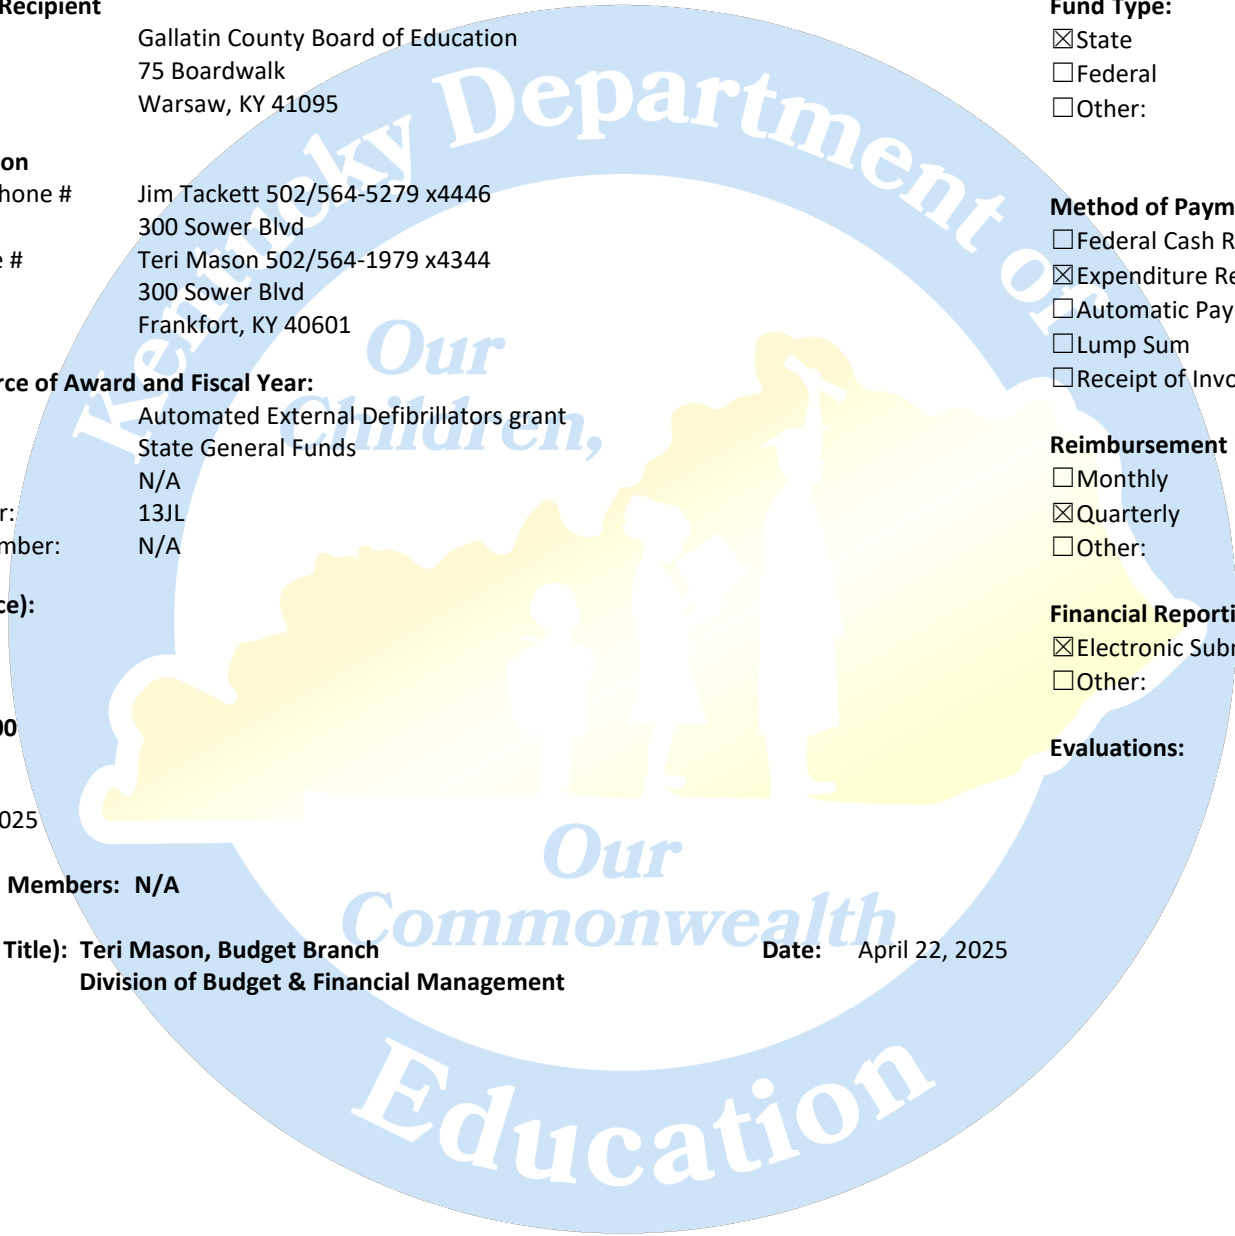 Recipient
Gallatin County Board of Education
75 Boardwalk
Warsaw, KY 41095
on
hone # Jim Tackett 502/564-5279 x4446
300 Sower Blvd
e # Teri Mason 502/564-1979 x4344
300 Sower Blvd
Frankfort, KY 40601
rce of Award and Fiscal Year:
Automated External Defibrillators grant
State General Funds
N/A
r: 13JL
mber: N/A
ce):
00
025
Members: N/A
Title): Teri Mason, Budget Branch Date: April 22, 2025
Division of Budget & Financial Management
Fund Type:
☒State
☐Federal
☐Other:
Method of Paym
☐Federal Cash R
☒Expenditure Re
☐Automatic Pay
☐Lump Sum
☐Receipt of Invo
Reimbursement
☐Monthly
☒Quarterly
☐Other:
Financial Reporti
☒Electronic Subm
☐Other:
Evaluations:
Kentucky Department of
Education
Our
Children,
Our
Commonwealth